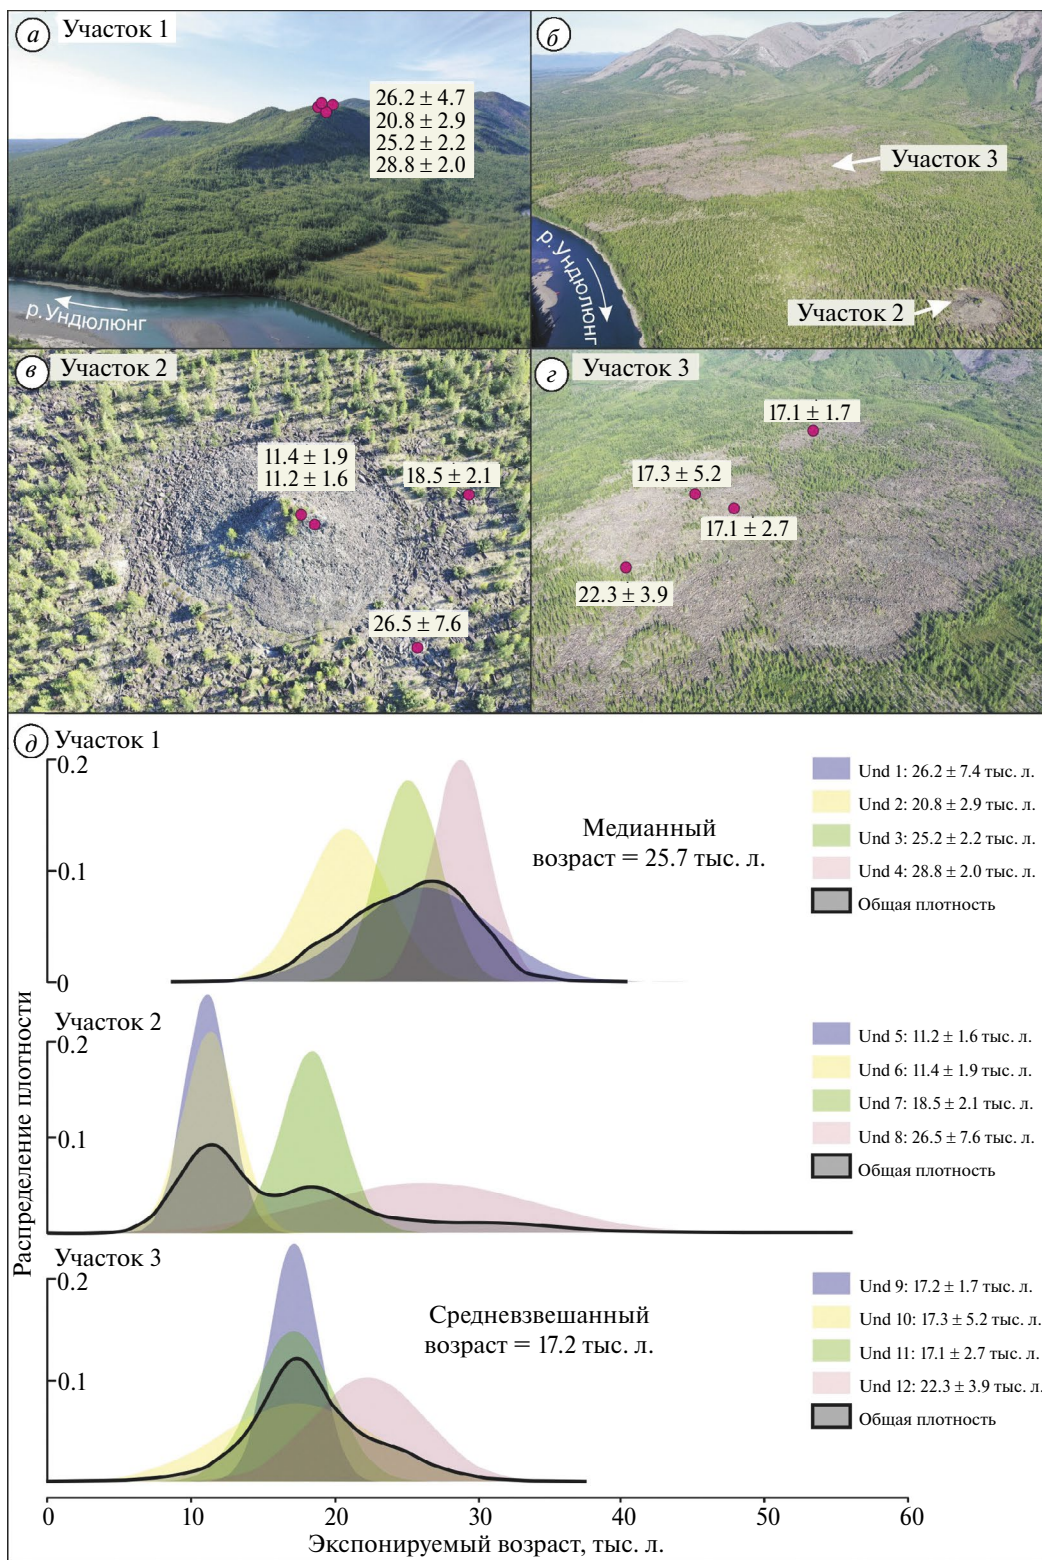 а Участок 1
26.2 ± 4.7
20.8 ± 2.9
25.2 ± 2.2
28.8 ± 2.0
р. Ундюлюнг
б
Участок 3
Участок 2
р. Ундюлюнг
в Участок 2
11.4 ± 1.9
11.2 ± 1.6
18.5 ± 2.1
26.5 ± 7.6
г Участок 3
17.1 ± 1.7
17.3 ± 5.2
17.1 ± 2.7
22.3 ± 3.9
д Участок 1
0.2
0.1
0
Медианный
возраст = 25.7 тыс. л.
Und 1: 26.2 ± 7.4 тыс. л.
Und 2: 20.8 ± 2.9 тыс. л.
Und 3: 25.2 ± 2.2 тыс. л.
Und 4: 28.8 ± 2.0 тыс. л.
Общая плотность
Участок 2
0.2
0.1
Und 5: 11.2 ± 1.6 тыс. л.
Und 6: 11.4 ± 1.9 тыс. л.
Und 7: 18.5 ± 2.1 тыс. л.
Und 8: 26.5 ± 7.6 тыс. л.
Общая плотность
Участок 3
0.2
0.1
Средневзвешанный
возраст = 17.2 тыс. л.
Und 9: 17.2 ± 1.7 тыс. л.
Und 10: 17.3 ± 5.2 тыс. л.
Und 11: 17.1 ± 2.7 тыс. л.
Und 12: 22.3 ± 3.9 тыс. л.
Общая плотность
Распределение плотности
0 10 20 30 40 50 60
Экспонируемый возраст, тыс. л.